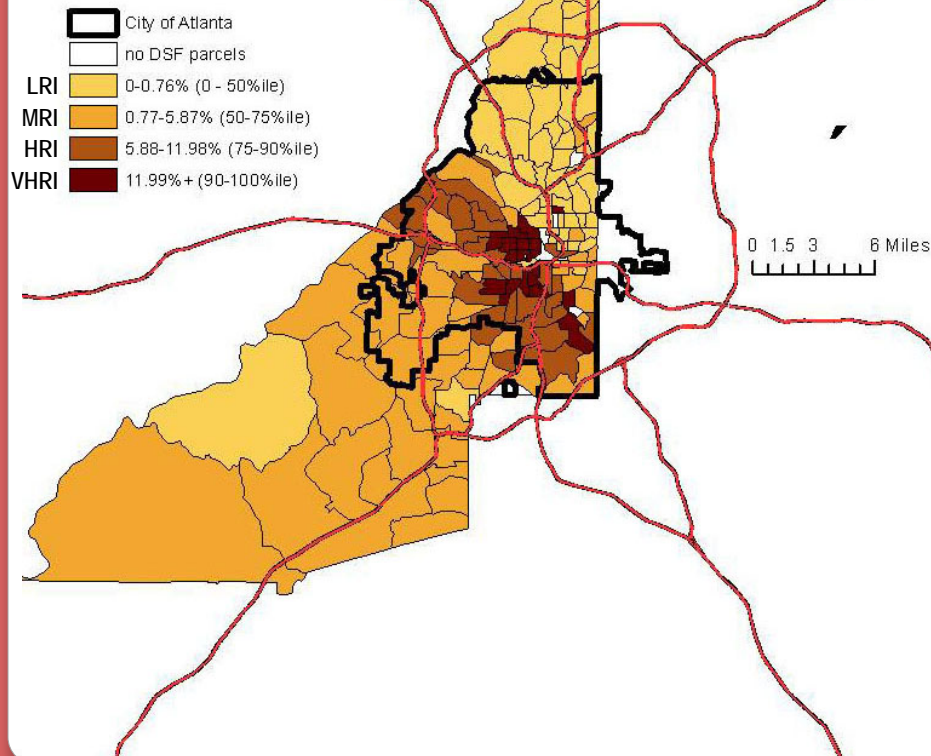 City of Atlanta
no DSF parcels
LRI 0-0.76% (0 - 50%ile)
MRI 0.77-5.87% (50-75%ile)
HRI 5.88-11.98% (75-90%ile)
VHRI 11.99%+ (90-100%ile)
0 1.5 3 6 Miles